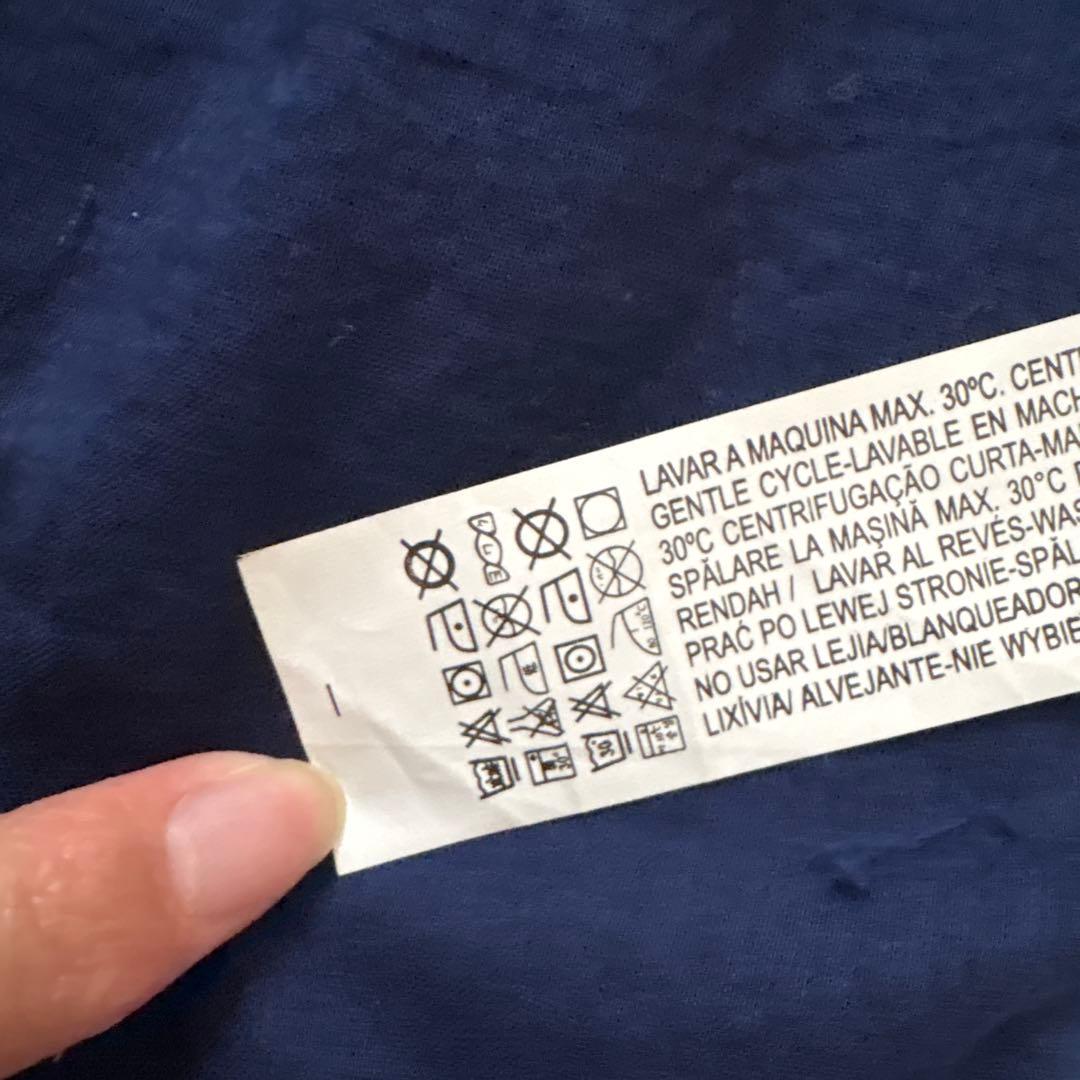 LAVAR A MAQUINA MAX. 30ºC. CENT
GENTLE CYCLE-LAVABLE EN MACH
30ºC CENTRIFUGAÇÃO CURTA-MA
SPĂLARE LA MAŞINĂ MAX. 30°C
RENDAH / LAVAR AL REVÉS-WAS
PRAĆ PO LEWEJ STRONIE-SPĂL
NO USAR LEJIA/BLANQUEADOR
LIXÍVIA/ ALVEJANTE-NIE WYBIE